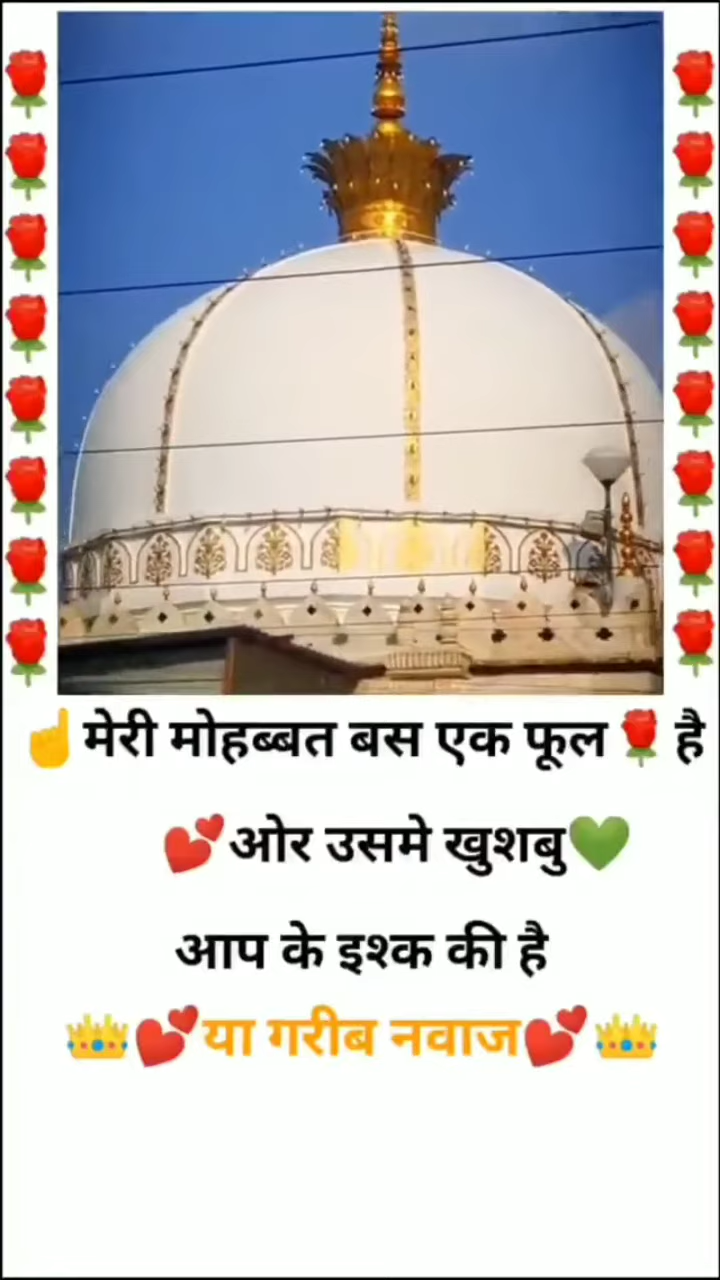 ☝️मेरी मोहब्बत बस एक फूल🌹है
💕ओर उसमे खुशबु💚
आप के इश्क की है
👑💕या गरीब नवाज💕👑